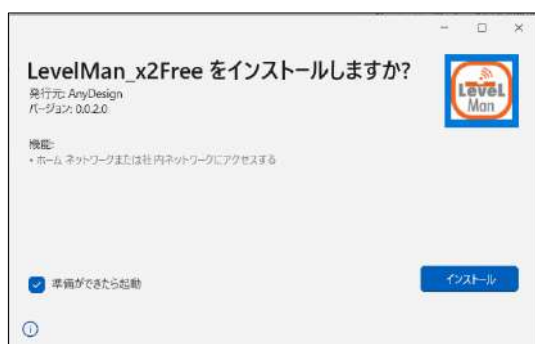 LevelMan_x2Free をインストールしますか?
発行元: AnyDesign
バージョン: 0.0.2.0
LEVEL
Man
機能:
• ホーム ネットワークまたは社内ネットワークにアクセスする
準備ができたら起動
インストール